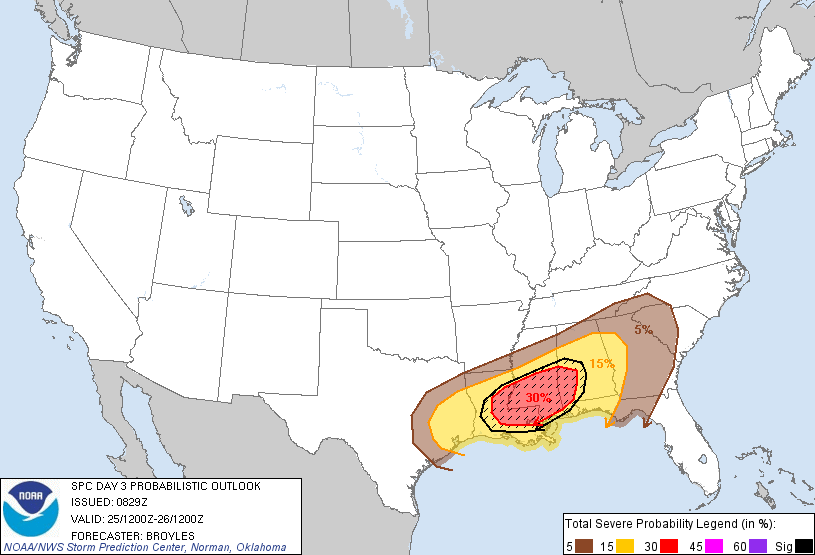 5%
15%
30%
NOAA
SPC DAY 3 PROBABILISTIC OUTLOOK
ISSUED: 0829Z
VALID: 25/1200Z-26/1200Z
FORECASTER: BROYLES
NOAA/NWS Storm Prediction Center, Norman, Oklahoma
Total Severe Probability Legend (in %):
5 15 30 45 60 Sig